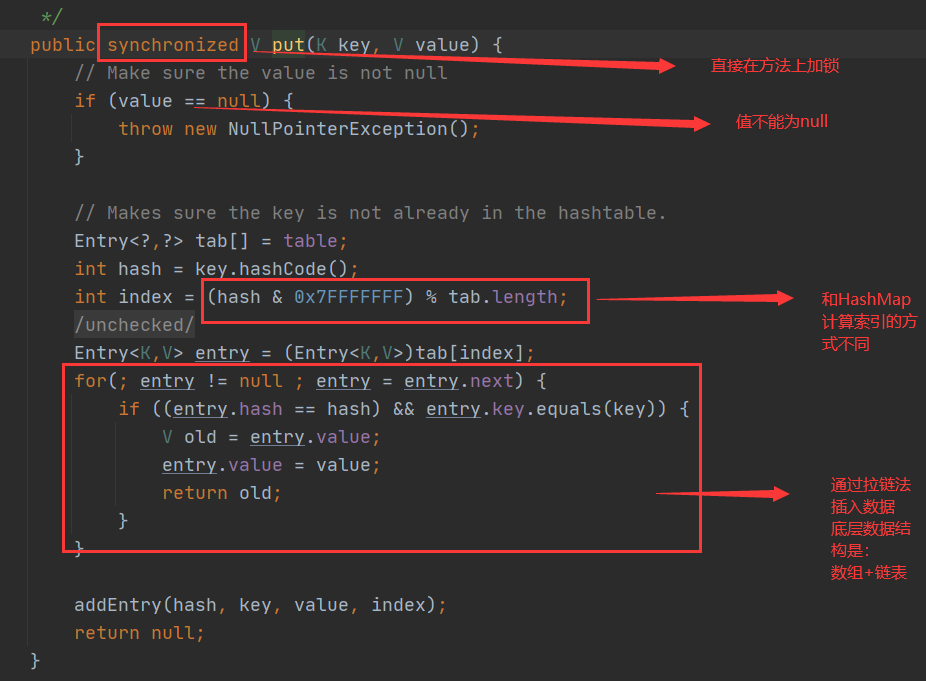 */
public synchronized V put(K key, V value) {
直接在方法上加锁
// Make sure the value is not null
if (value == null) {
值不能为null
throw new NullPointerException();
}
// Makes sure the key is not already in the hashtable.
Entry<?,?> tab[] = table;
int hash = key.hashCode();
int index = (hash & 0x7FFFFFFF) % tab.length;
和HashMap
计算索引的方
式不同
/unchecked/
Entry<K,V> entry = (Entry<K,V>)tab[index];
for(; entry != null ; entry = entry.next) {
if ((entry.hash == hash) && entry.key.equals(key)) {
V old = entry.value;
entry.value = value;
return old;
}
}
通过拉链法
插入数据
底层数据结
构是：
数组+链表
addEntry(hash, key, value, index);
return null;
}